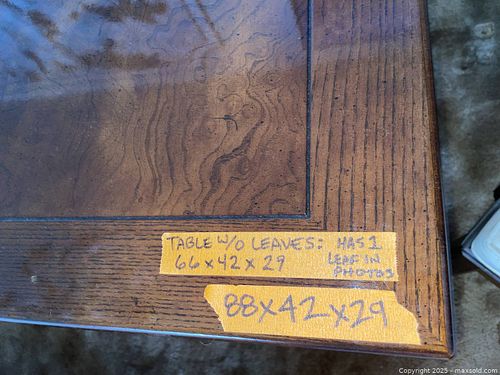 TABLE W/O LEAVES: HAS 1
66 x 42 x 29 LEAF IN
PHOTOS
88x42x29
Copyright 2025 - maxsold.com